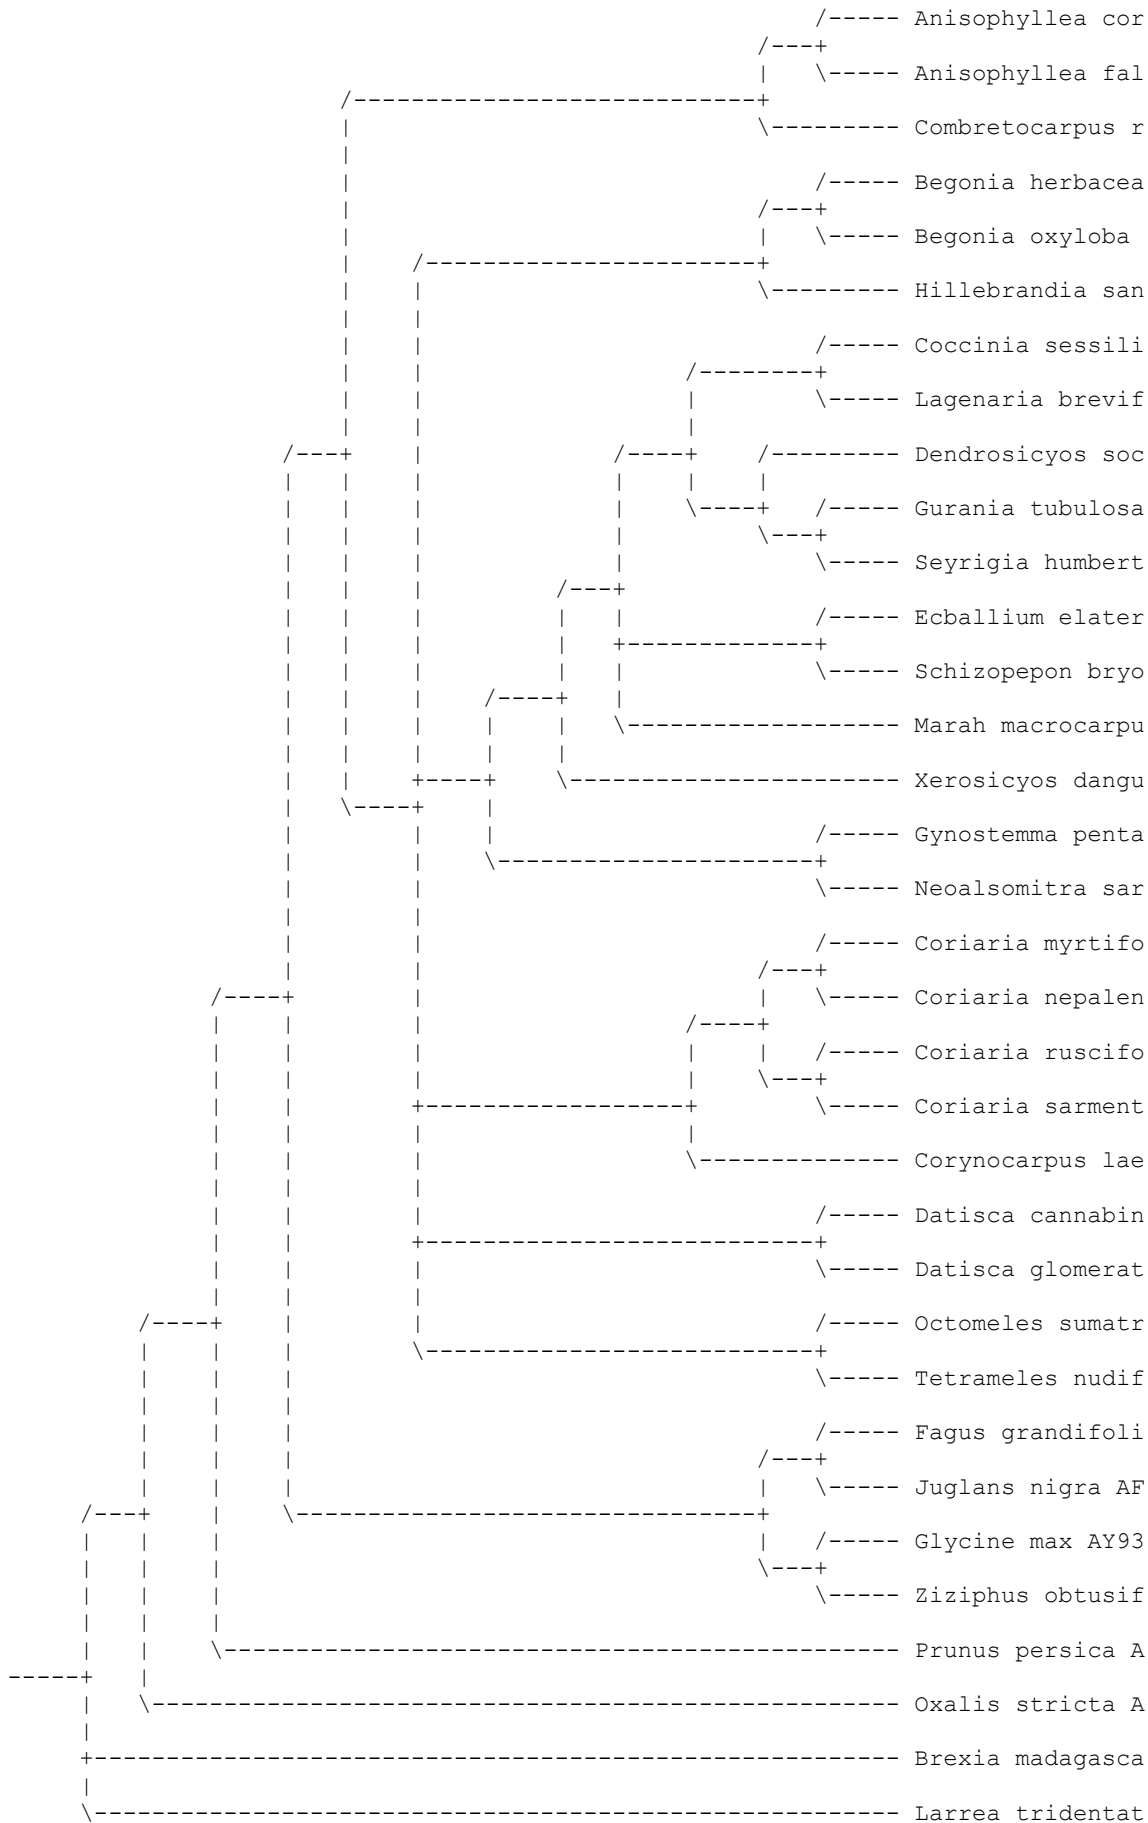 Anisophyllea cor
Anisophyllea fal
Combretocarpus r
Begonia herbacea
Begonia oxyloba
Hillebrandia san
Coccinia sessili
Lagenaria brevif
Dendrosicyos soc
Gurania tubulosa
Seyrigia humbert
Ecballium elater
Schizopepon bryo
Marah macrocarpu
Xerosicyos dangu
Gynostemma penta
Neoalsomitra sar
Coriaria myrtifo
Coriaria nepalen
Coriaria ruscifo
Coriaria sarment
Corynocarpus lae
Datisca cannabin
Datisca glomerat
Octomeles sumatr
Tetrameles nudif
Fagus grandifoli
Juglans nigra AF
Glycine max AY93
Ziziphus obtusif
Prunus persica A
Oxalis stricta A
Brexia madagasca
Larrea tridentat